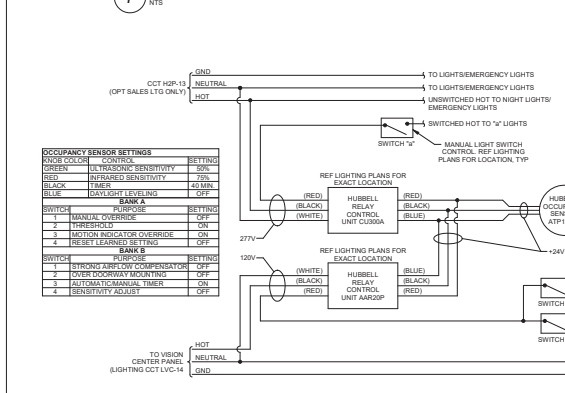 NTS
GND
CCT H2P-13
(OPT SALES LTG ONLY)
NEUTRAL
HOT
TO LIGHTS/EMERGENCY LIGHTS
TO LIGHTS/EMERGENCY LIGHTS
UNSWITCHED HOT TO NIGHT LIGHTS/
EMERGENCY LIGHTS
SWITCHED HOT TO "a" LIGHTS
SWITCH "a"
MANUAL LIGHT SWITCH
CONTROL. REF LIGHTING
PLANS FOR LOCATION, TYP
OCCUPANCY SENSOR SETTINGS
KNOB COLOR CONTROL SETTING
GREEN ULTRASONIC SENSITIVITY 50%
RED INFRARED SENSITIVITY 75%
BLACK TIMER 40 MIN.
BLUE DAYLIGHT LEVELING OFF
BANK A
SWITCH PURPOSE SETTING
1 MANUAL OVERRIDE OFF
2 THRESHOLD ON
3 MOTION INDICATOR OVERRIDE ON
4 RESET LEARNED SETTING OFF
BANK B
SWITCH PURPOSE SETTING
1 STRONG AIRFLOW COMPENSATOR OFF
2 OVER DOORWAY MOUNTING OFF
3 AUTOMATIC/MANUAL TIMER ON
4 SENSITIVITY ADJUST OFF
REF LIGHTING PLANS FOR
EXACT LOCATION
(RED)
(BLACK)
(WHITE)
HUBBELL
RELAY
CONTROL
UNIT CU300A
(RED)
(BLACK)
(BLUE)
277V
HUBB
OCCUP
SENS
ATP1
+24V
120V
REF LIGHTING PLANS FOR
EXACT LOCATION
(WHITE)
(BLACK)
(RED)
HUBBELL
RELAY
CONTROL
UNIT AAR20P
(BLUE)
(BLACK)
(RED)
SWITCH
SWITCH
HOT
TO VISION
CENTER PANEL
(LIGHTING CCT LVC-14
NEUTRAL
GND